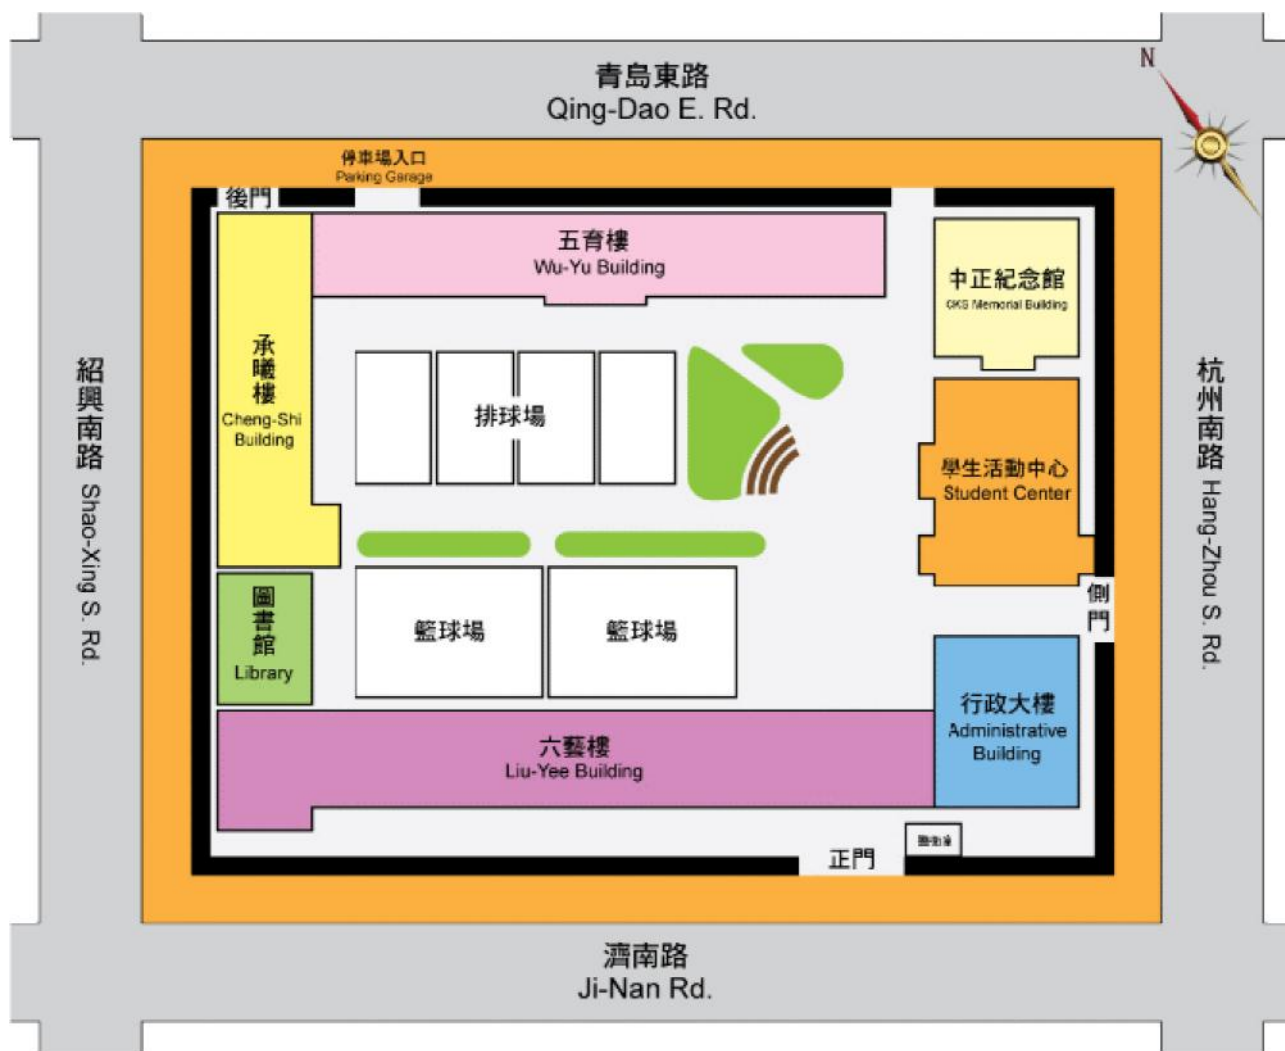 N
青島東路
Qing-Dao E. Rd.
停車場入口
Parking Garage
後門
五育樓
Wu-Yu Building
中正紀念館
CKS Memorial Building
承曦樓
Cheng-Shi
Building
排球場
學生活動中心
Student Center
紹興南路 Shao-Xing S. Rd.
杭州南路 Hang-Zhou S. Rd.
圖書館
Library
籃球場
籃球場
側門
行政大樓
Administrative
Building
六藝樓
Liu-Yee Building
正門
濟南路
Ji-Nan Rd.